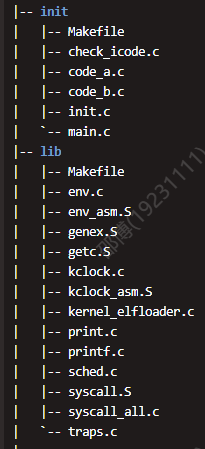 |-- init
|   |-- Makefile
|   |-- check_icode.c
|   |-- code_a.c
|   |-- code_b.c
|   |-- init.c
|   `-- main.c
|-- lib
|   |-- Makefile
|   |-- env.c
|   |-- env_asm.S
|   |-- genex.S
|   |-- getc.S
|   |-- kclock.c
|   |-- kclock_asm.S
|   |-- kernel_elfloader.c
|   |-- print.c
|   |-- printf.c
|   |-- sched.c
|   |-- syscall.S
|   |-- syscall_all.c
|   `-- traps.c
(19231111)